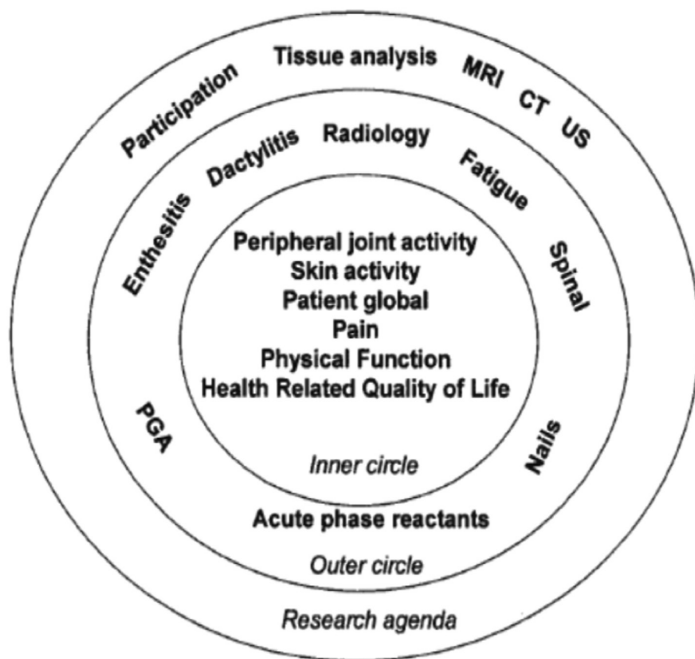 Participation
Tissue analysis
MRI
CT
US
Enthesitis
Dactylitis
Radiology
Fatigue
Spinal
Peripheral joint activity
Skin activity
Patient global
Pain
Physical Function
Health Related Quality of Life
PGA
Nails
Inner circle
Acute phase reactants
Outer circle
Research agenda